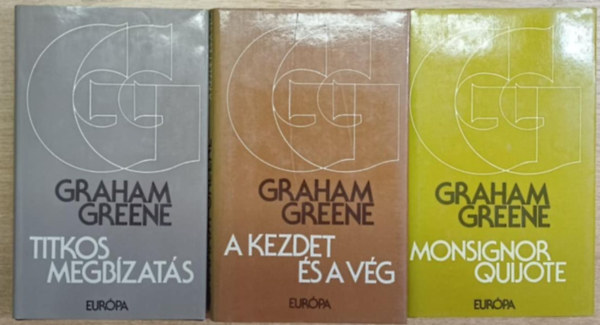 GRAHAM
GREENE
TITKOS
MEGBÍZATÁS
EURÓPA
GRAHAM
GREENE
A KEZDET
ÉS A VÉG
EURÓPA
GRAHAM
GREENE
MONSIGNOR
QUIJOTE
EURÓPA